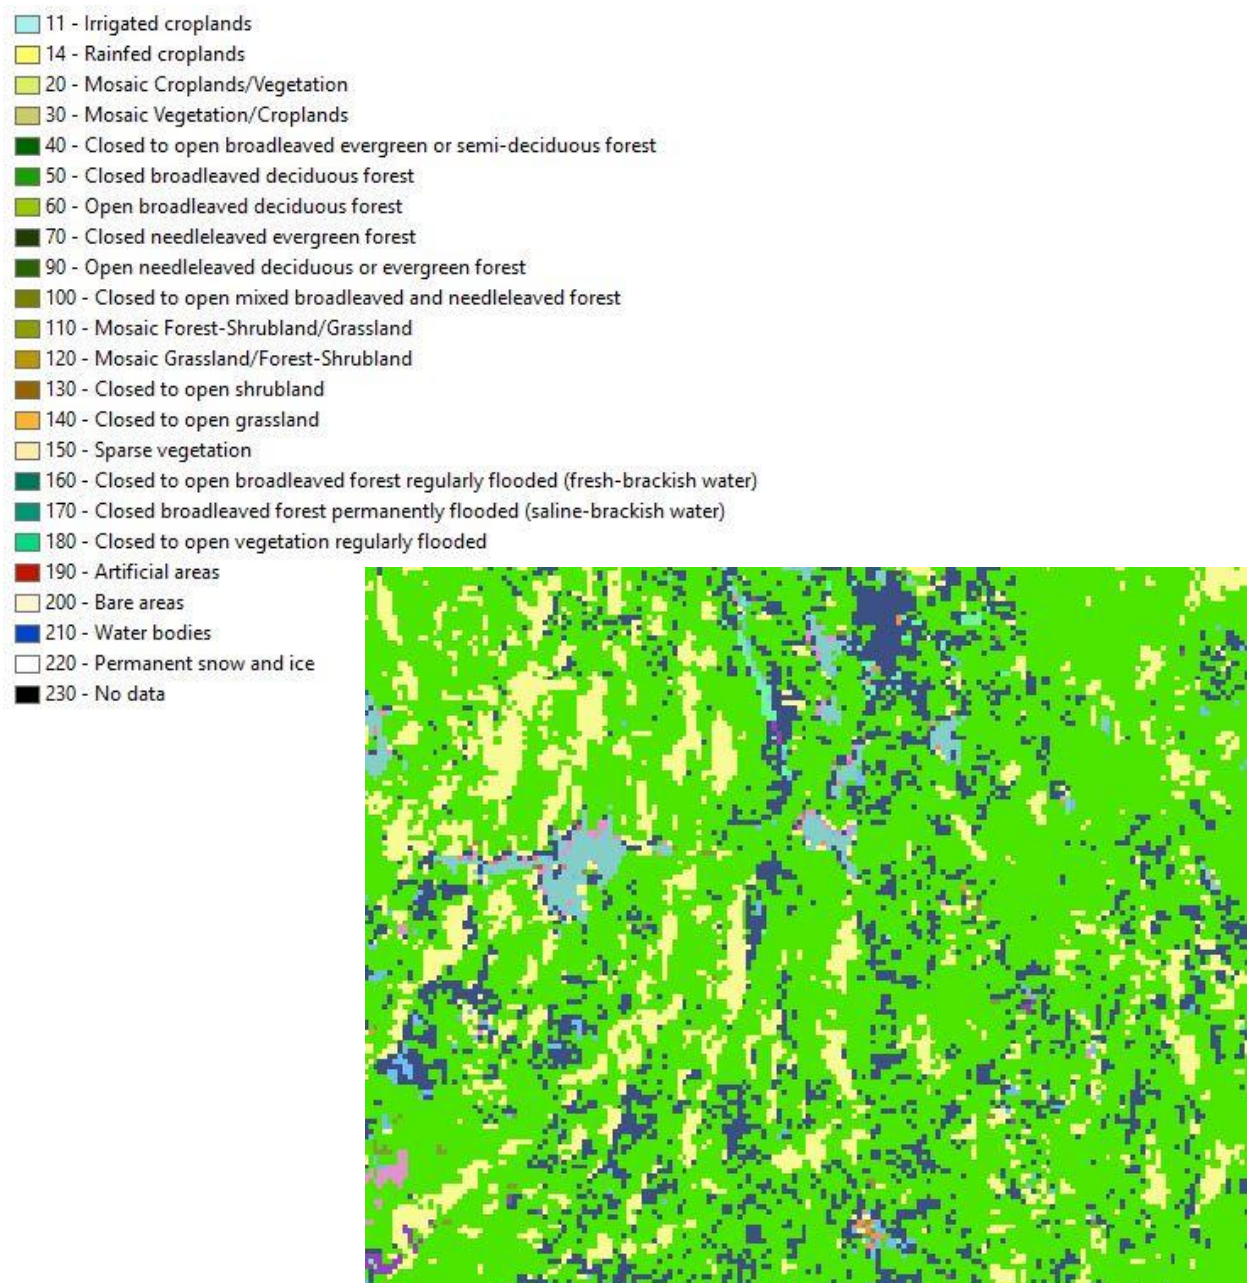 11 - Irrigated croplands
14 - Rainfed croplands
20 - Mosaic Croplands/Vegetation
30 - Mosaic Vegetation/Croplands
40 - Closed to open broadleaved evergreen or semi-deciduous forest
50 - Closed broadleaved deciduous forest
60 - Open broadleaved deciduous forest
70 - Closed needleleaved evergreen forest
90 - Open needleleaved deciduous or evergreen forest
100 - Closed to open mixed broadleaved and needleleaved forest
110 - Mosaic Forest-Shrubland/Grassland
120 - Mosaic Grassland/Forest-Shrubland
130 - Closed to open shrubland
140 - Closed to open grassland
150 - Sparse vegetation
160 - Closed to open broadleaved forest regularly flooded (fresh-brackish water)
170 - Closed broadleaved forest permanently flooded (saline-brackish water)
180 - Closed to open vegetation regularly flooded
190 - Artificial areas
200 - Bare areas
210 - Water bodies
220 - Permanent snow and ice
230 - No data